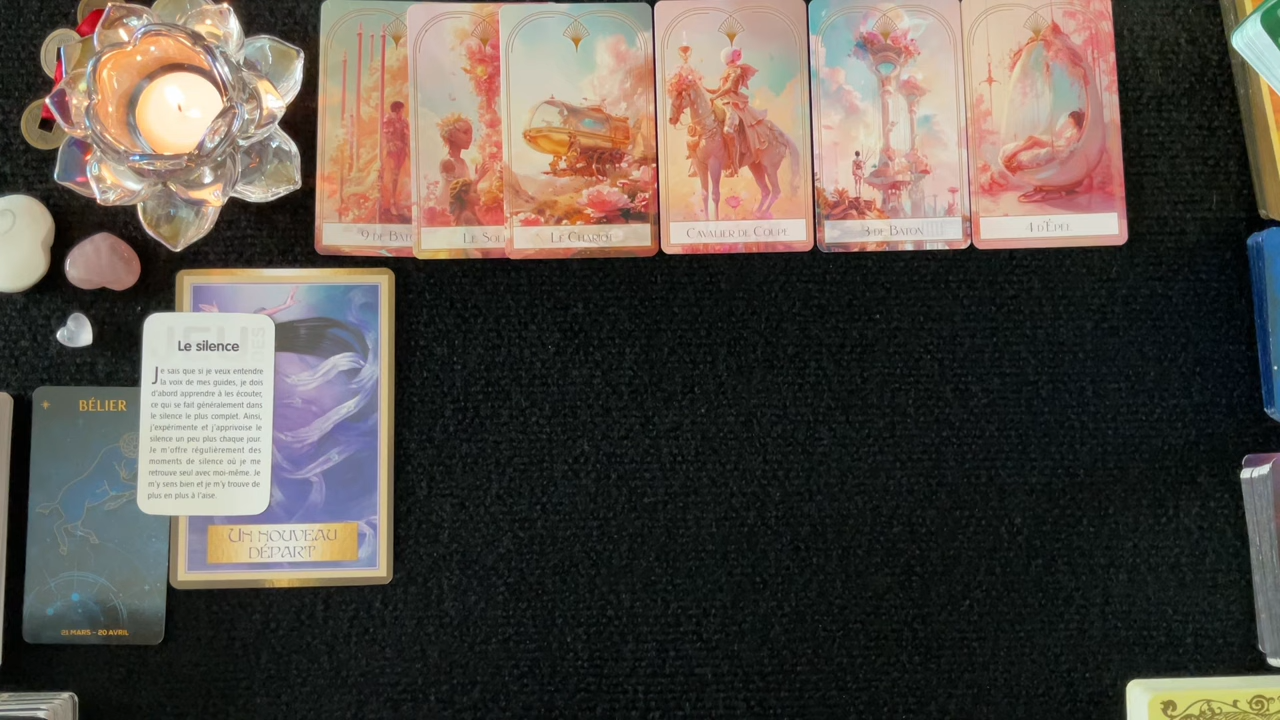 9 DE BAT
LE SOL
LE CHARIOT
CAVALIER DE COUPE
3 DE BATON
4 D'ÉPÉE
Le silence
Je sais que si je veux entendre
la voix de mes guides, je dois
d'abord apprendre à les écouter,
ce qui se fait généralement dans
le silence le plus complet. Ainsi,
j'expérimente et j'apprivoise le
silence un peu plus chaque jour.
Je m'offre régulièrement des
moments de silence où je me
retrouve seul avec moi-même. Je
m'y sens bien et je m'y trouve de
plus en plus à l'aise.
BÉLIER
UN NOUVEAU
DÉPART
21 MARS - 20 AVRIL